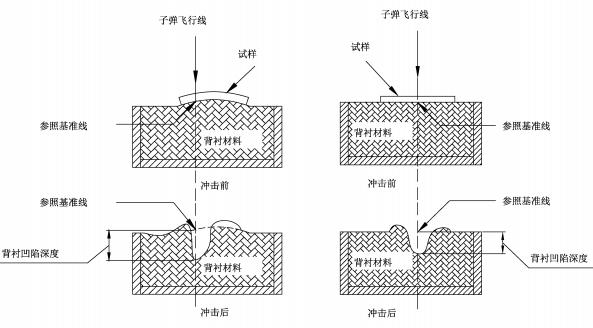 子弹飞行线
试样
参照基准线
背衬材料
冲击前
参照基准线
背衬凹陷深度
背衬材料
冲击后
子弹飞行线
试样
参照基准线
背衬材料
冲击前
参照基准线
背衬凹陷深度
背衬材料
冲击后